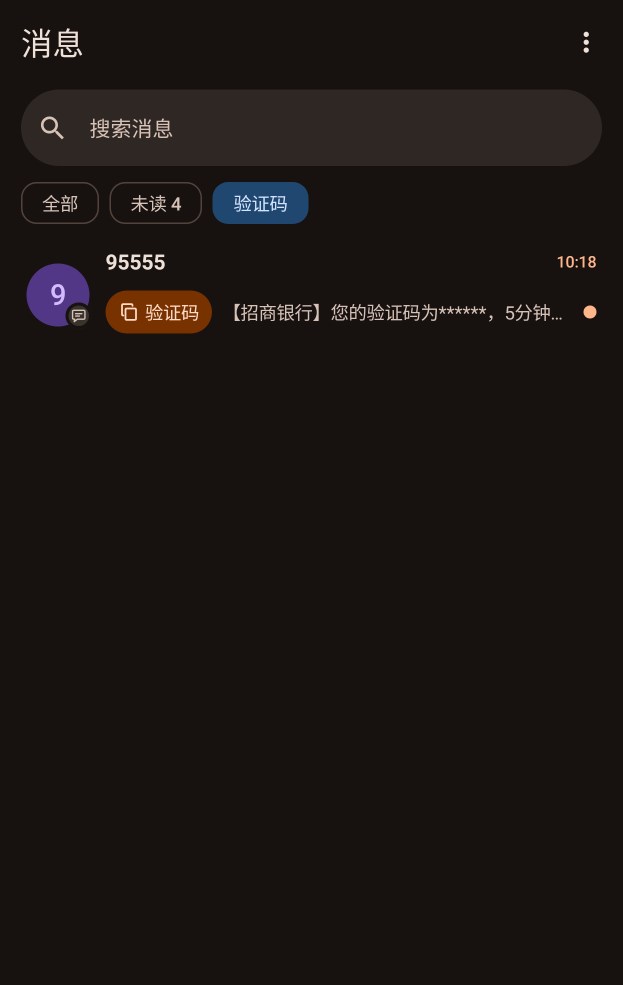 消息
搜索消息
全部 未读 4 验证码
95555 10:18
9
验证码 【招商银行】您的验证码为******，5分钟...